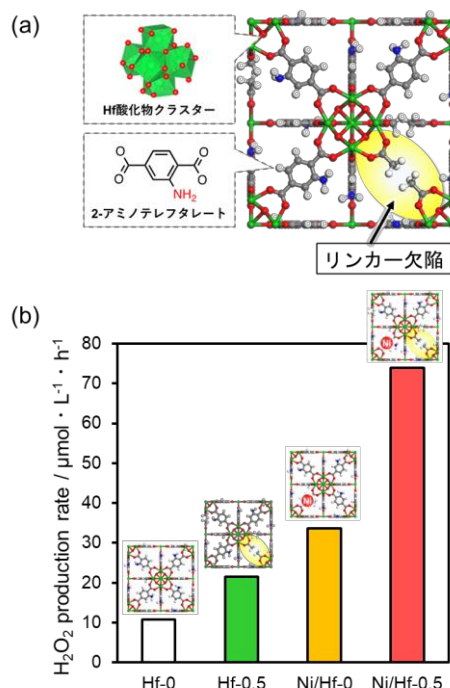 (a)
Hf酸化物クラスター
O
O
O
O
NH₂
2-アミノテレフタレート
リンカー欠陥
(b)
H₂O₂ production rate / μmol・L⁻¹・h⁻¹
80
70
60
50
40
30
20
10
0
Ni
Ni
Hf-0
Hf-0.5
Ni/Hf-0
Ni/Hf-0.5